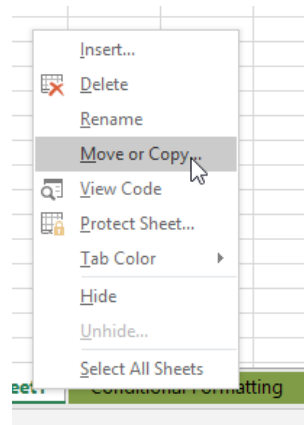 Insert...
Delete
Rename
Move or Copy...
View Code
Protect Sheet...
Tab Color
Hide
Unhide...
Select All Sheets
Conditional Formatting